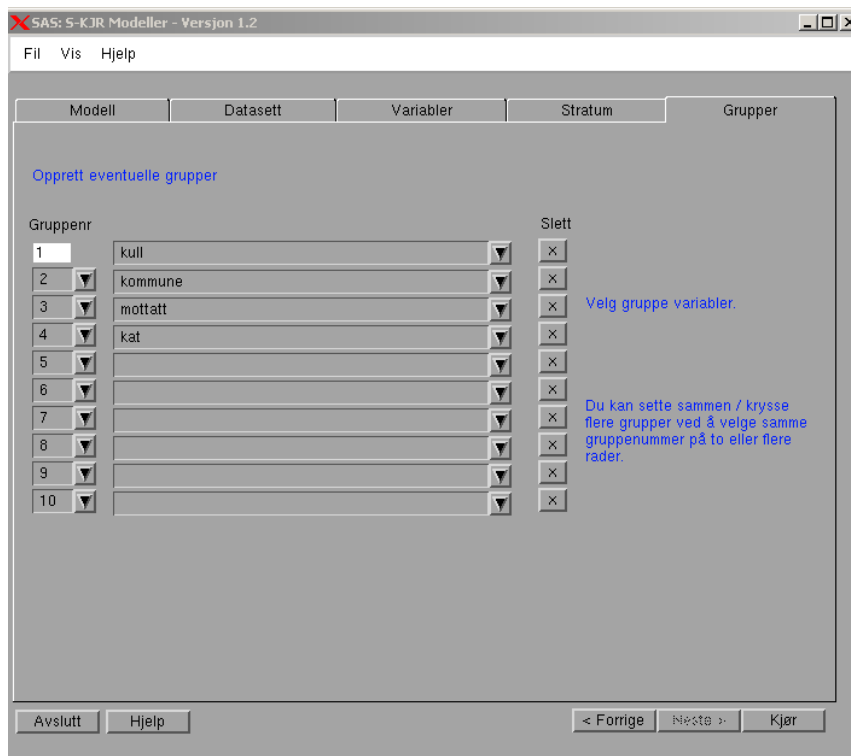 SAS: S-KJR Modeller - Versjon 1.2
Fil Vis Hjelp
Modell Datasett Variabler Stratum Grupper
Opprett eventuelle grupper
Gruppenr Slett
1 kull X
2 kommune X
3 mottatt X
4 kat X
5 X
6 X
7 X
8 X
9 X
10 X
Velg gruppe variabler.
Du kan sette sammen / krysse
flere grupper ved å velge samme
gruppenummer på to eller flere
rader.
Avslutt Hjelp < Forrige Neste > Kjør